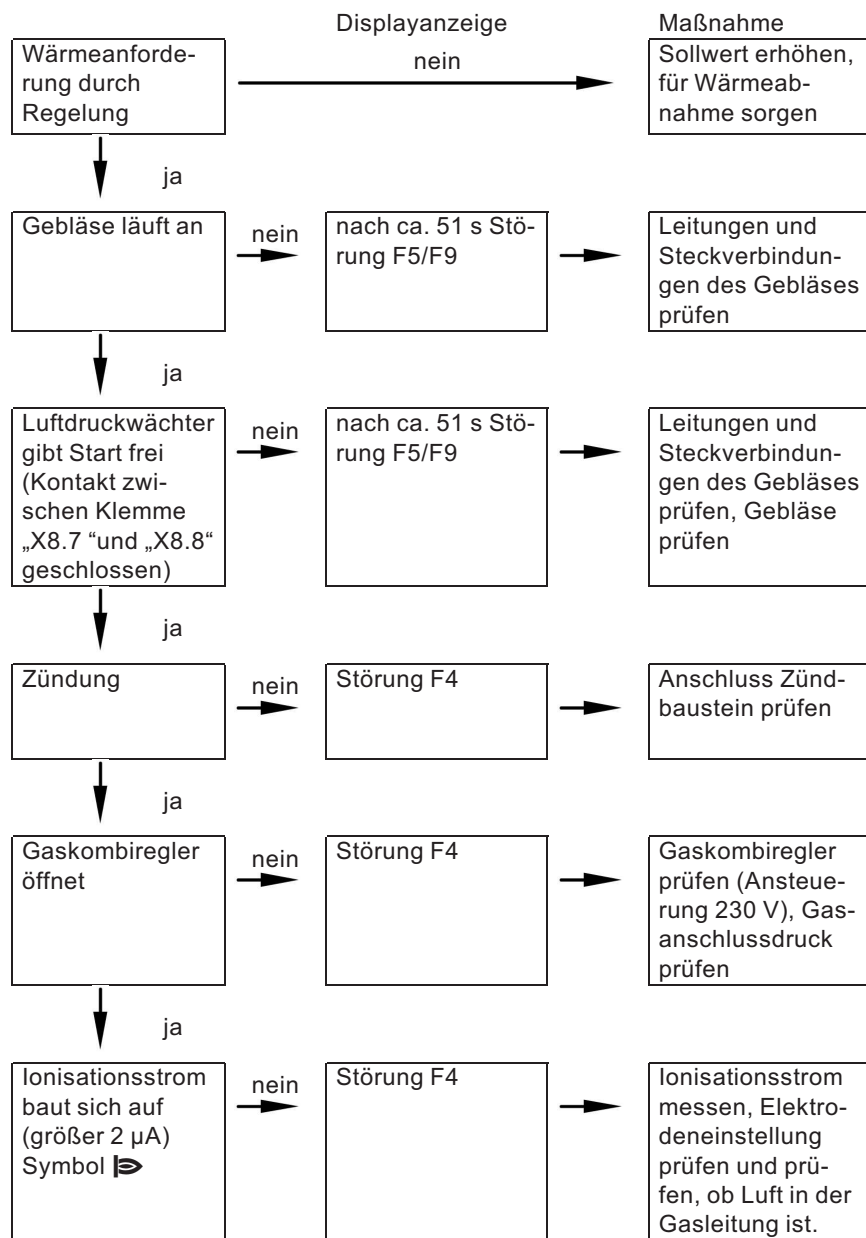 Displayanzeige
Maßnahme
Wärmeanforde-
rung durch
Regelung
nein
Sollwert erhöhen,
für Wärmeab-
nahme sorgen
ja
Gebläse läuft an
nein
nach ca. 51 s Stö-
rung F5/F9
Leitungen und
Steckverbindun-
gen des Gebläses
prüfen
ja
Luftdruckwächter
gibt Start frei
(Kontakt zwi-
schen Klemme
„X8.7 “und „X8.8“
geschlossen)
nein
nach ca. 51 s Stö-
rung F5/F9
Leitungen und
Steckverbindun-
gen des Gebläses
prüfen, Gebläse
prüfen
ja
Zündung
nein
Störung F4
Anschluss Zünd-
baustein prüfen
ja
Gaskombiregler
öffnet
nein
Störung F4
Gaskombiregler
prüfen (Ansteue-
rung 230 V), Gas-
anschlussdruck
prüfen
ja
Ionisationsstrom
baut sich auf
(größer 2 µA)
Symbol
nein
Störung F4
Ionisationsstrom
messen, Elektro-
deneinstellung
prüfen und prü-
fen, ob Luft in der
Gasleitung ist.